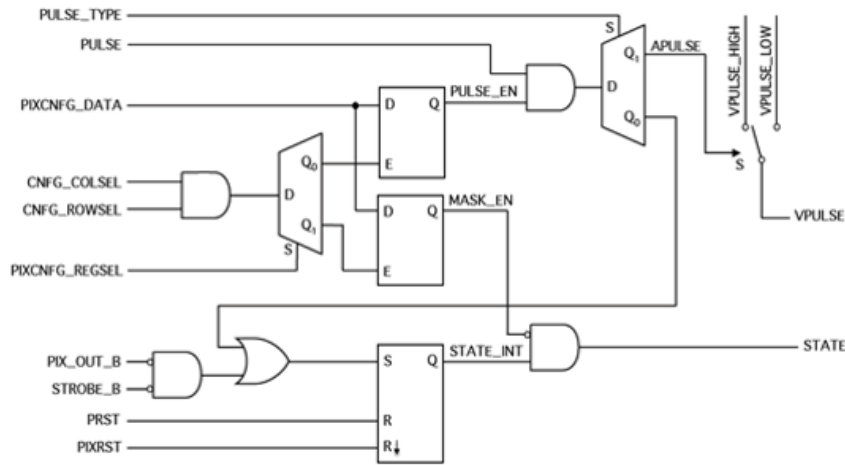 PULSE_TYPE
S
PULSE
Q1
APULSE
VPULSE_HIGH
VPULSE_LOW
D
PIXCNFG_DATA
D
Q
PULSE_EN
Q0
E
Q0
S
CNFG_COLSEL
D
CNFG_ROWSEL
D
Q
MASK_EN
VPULSE
Q1
S
PIXCNFG_REGSEL
E
STATE
PIX_OUT_B
S
Q
STATE_INT
STROBE_B
PRST
R
PIXRST
R↓